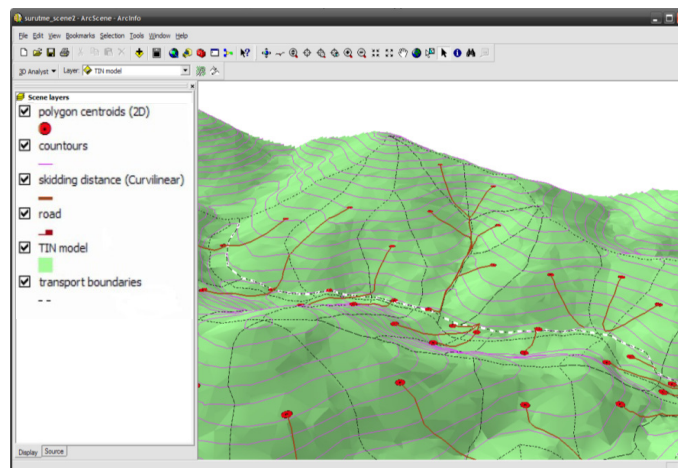 surutme_scene2 - ArcScene - ArcInfo
File Edit View Bookmarks Selection Tools Window Help
3D Analyst Layer: TIN model
Scene layers
polygon centroids (2D)
countours
skidding distance (Curvilinear)
road
TIN model
transport boundaries
Display Source